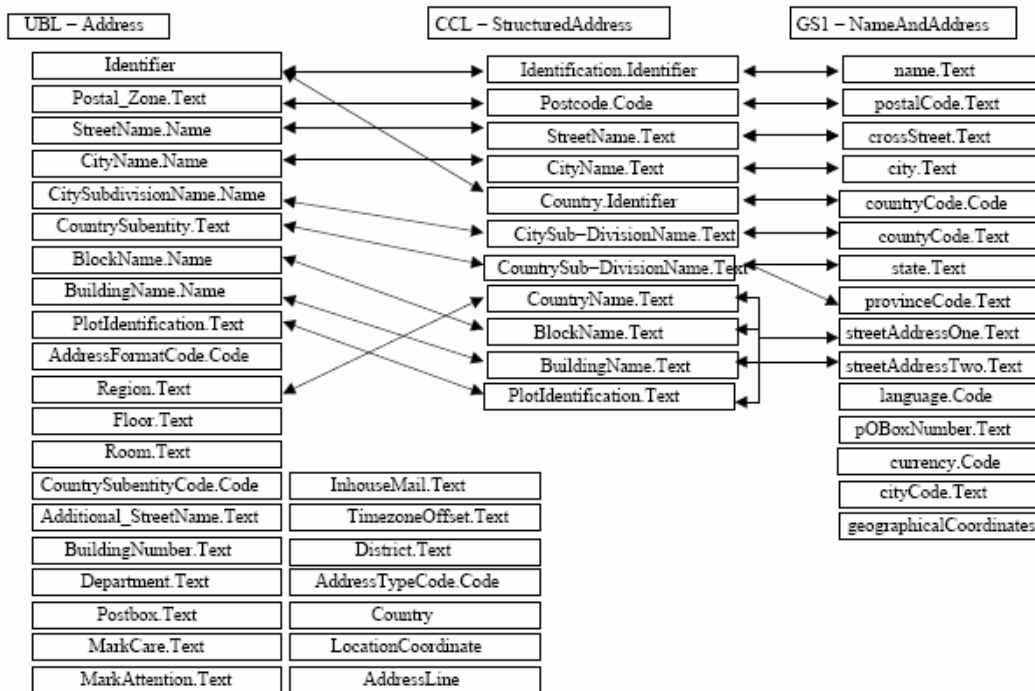 UBL – Address
CCL – StructuredAddress
GS1 – NameAndAddress
Identifier
Postal_Zone.Text
StreetName.Name
CityName.Name
CitySubdivisionName.Name
CountrySubentity.Text
BlockName.Name
BuildingName.Name
PlotIdentification.Text
AddressFormatCode.Code
Region.Text
Floor.Text
Room.Text
CountrySubentityCode.Code
Additional_StreetName.Text
BuildingNumber.Text
Department.Text
Postbox.Text
MarkCare.Text
MarkAttention.Text
InhouseMail.Text
TimezoneOffset.Text
District.Text
AddressTypeCode.Code
Country
LocationCoordinate
AddressLine
Identification.Identifier
Postcode.Code
StreetName.Text
CityName.Text
Country.Identifier
CitySub–DivisionName.Text
CountrySub–DivisionName.Text
CountryName.Text
BlockName.Text
BuildingName.Text
PlotIdentification.Text
name.Text
postalCode.Text
crossStreet.Text
city.Text
countryCode.Code
countyCode.Text
state.Text
provinceCode.Text
streetAddressOne.Text
streetAddressTwo.Text
language.Code
pOBoxNumber.Text
currency.Code
cityCode.Text
geographicalCoordinates